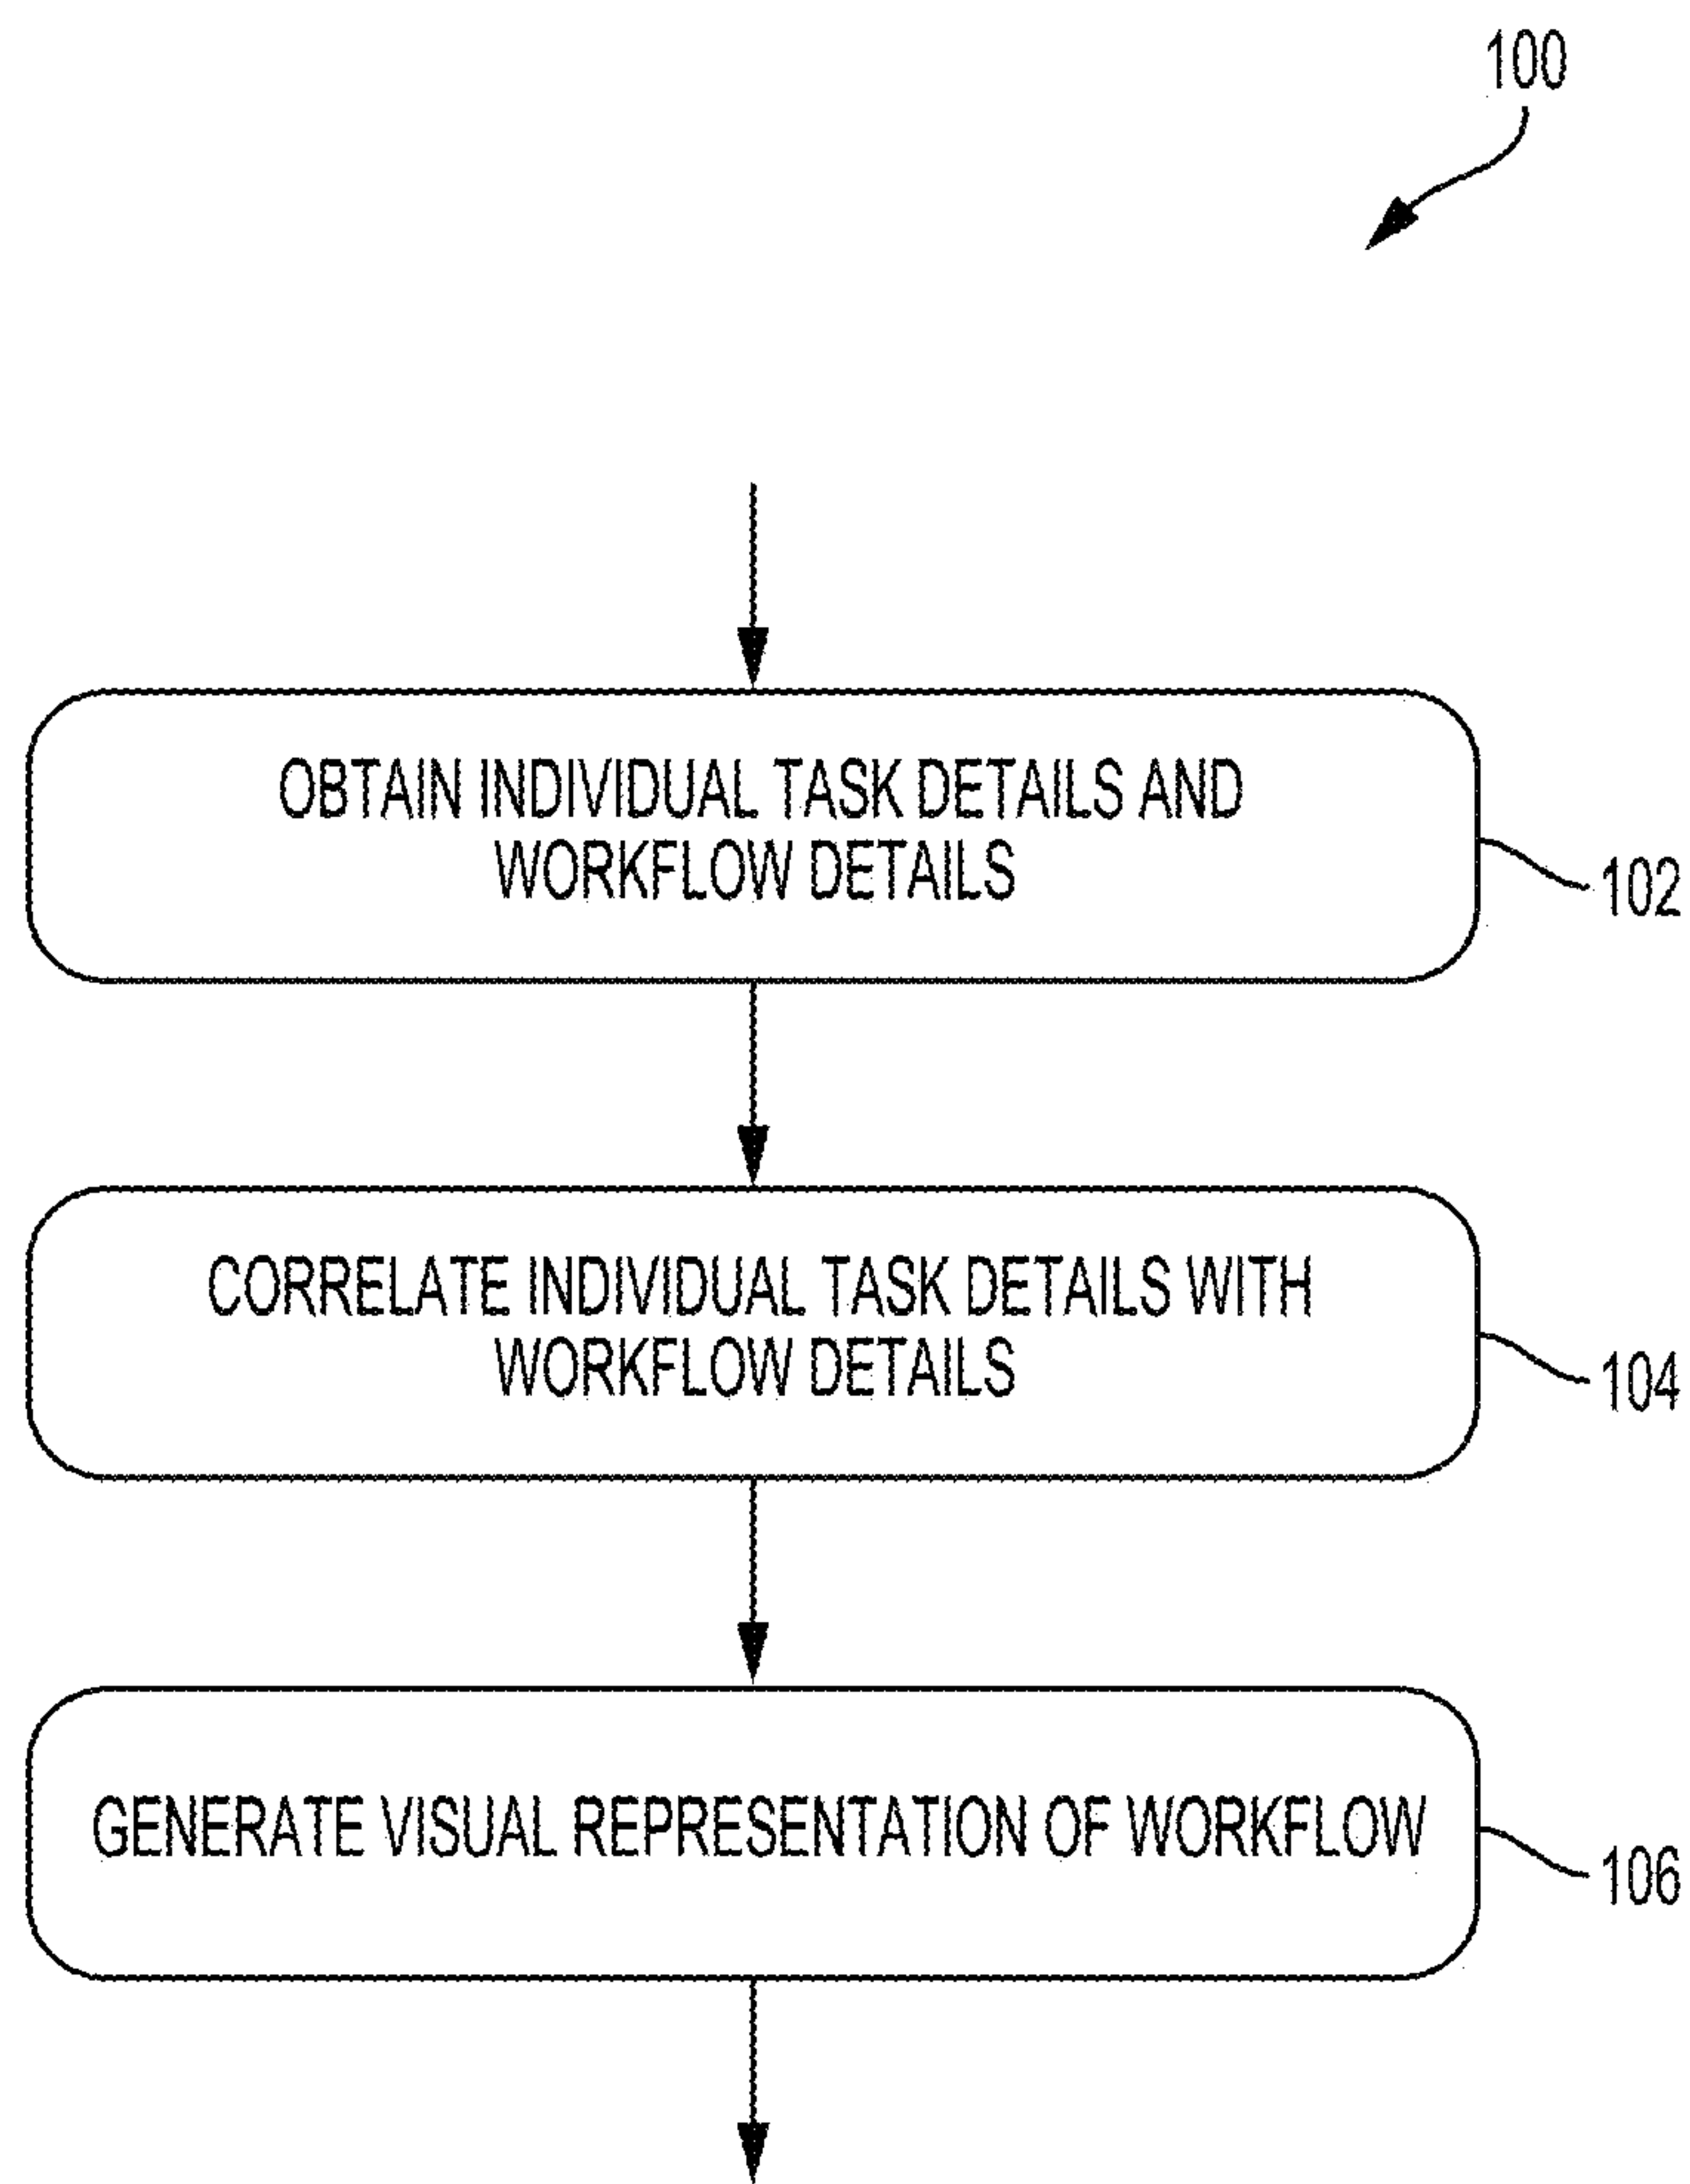 100
OBTAIN INDIVIDUAL TASK DETAILS AND
WORKFLOW DETAILS
102
CORRELATE INDIVIDUAL TASK DETAILS WITH
WORKFLOW DETAILS
104
GENERATE VISUAL REPRESENTATION OF WORKFLOW
106